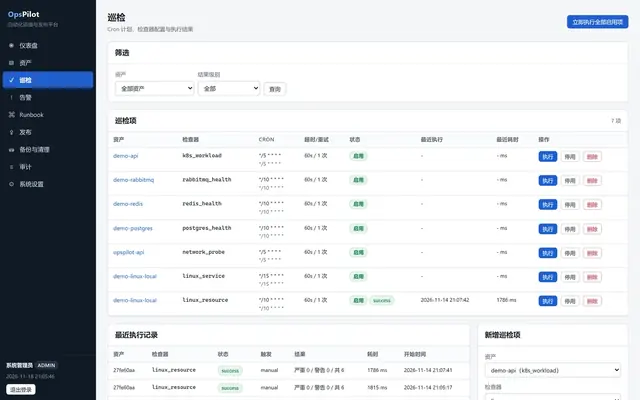 OpsPilot
自动化运维与发布平台
仪表盘
资产
巡检
告警
Runbook
发布
备份与清理
审计
系统设置
系统管理员 ADMIN
2026-11-18 21:05:46
退出登录
巡检
Cron 计划、检查器配置与执行结果
立即执行全部启用项
筛选
资产 结果级别
全部资产 全部 查询
巡检项 7 项
资产 检查器 CRON 超时/重试 状态 最近执行 最近耗时 操作
demo-api k8s_workload */5 * * * * 60s / 1 次 启用 - - ms 执行 停用 删除
*/5 * * * *
demo-rabbitmq rabbitmq_health */10 * * * * 60s / 1 次 启用 - - ms 执行 停用 删除
*/10 * * * *
demo-redis redis_health */10 * * * * 60s / 1 次 启用 - - ms 执行 停用 删除
*/10 * * * *
demo-postgres postgres_health */10 * * * * 60s / 1 次 启用 - - ms 执行 停用 删除
*/10 * * * *
opspilot-api network_probe */5 * * * * 60s / 1 次 启用 - - ms 执行 停用 删除
*/5 * * * *
demo-linux-local linux_service */15 * * * * 60s / 1 次 启用 - - ms 执行 停用 删除
*/15 * * * *
demo-linux-local linux_resource */10 * * * * 60s / 1 次 启用 success 2026-11-14 21:07:42 1786 ms 执行 停用 删除
*/10 * * * *
最近执行记录
资产 检查器 状态 触发 结果 耗时 开始时间
27fe60aa linux_resource success manual 严重 0 / 警告 0 / 共 6 1786 ms 2026-11-14 21:07:41
27fe60aa linux_resource success manual 严重 0 / 警告 0 / 共 4 1815 ms 2026-11-14 21:05:17
新增巡检项
资产
demo-api（k8s_workload）
检查器